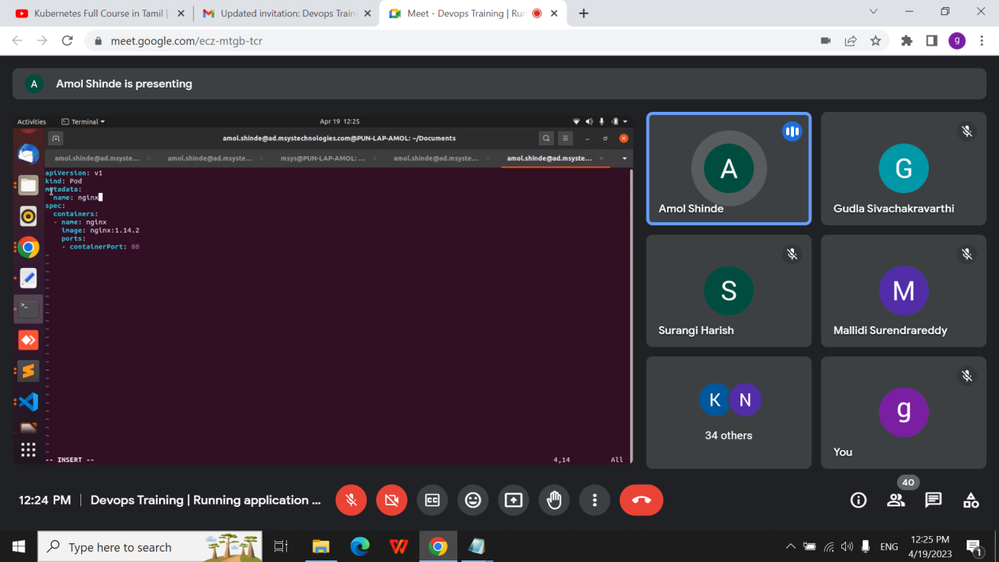 Kubernetes Full Course in Tamil |
Updated invitation: Devops Traini
Meet - Devops Training | Run
meet.google.com/ecz-mtgb-tcr
g
A
Amol Shinde is presenting
Activities
Terminal
Apr 19 12:25
amol.shinde@ad.msystechnologies.com@PUN-LAP-AMOL: ~/Documents
amol.shinde@ad.msyste...
amol.shinde@ad.msyste...
msys@PUN-LAP-AMOL: ...
amol.shinde@ad.msyste...
amol.shinde@ad.msyste...
apiVersion: v1
kind: Pod
metadata:
name: nginx
spec:
containers:
- name: nginx
image: nginx:1.14.2
ports:
- containerPort: 80
-- INSERT --
4,14
All
A
Amol Shinde
G
Gudla Sivachakravarthi
S
Surangi Harish
M
Mallidi Surendrareddy
K
N
34 others
g
You
12:24 PM | Devops Training | Running application ...
CC
40
Type here to search
ENG
12:25 PM
4/19/2023
1